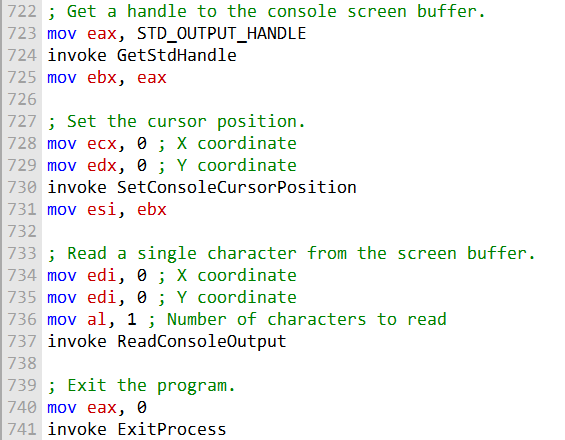 722 ; Get a handle to the console screen buffer.
723 mov eax, STD_OUTPUT_HANDLE
724 invoke GetStdHandle
725 mov ebx, eax
726
727 ; Set the cursor position.
728 mov ecx, 0 ; X coordinate
729 mov edx, 0 ; Y coordinate
730 invoke SetConsoleCursorPosition
731 mov esi, ebx
732
733 ; Read a single character from the screen buffer.
734 mov edi, 0 ; X coordinate
735 mov edi, 0 ; Y coordinate
736 mov al, 1 ; Number of characters to read
737 invoke ReadConsoleOutput
738
739 ; Exit the program.
740 mov eax, 0
741 invoke ExitProcess